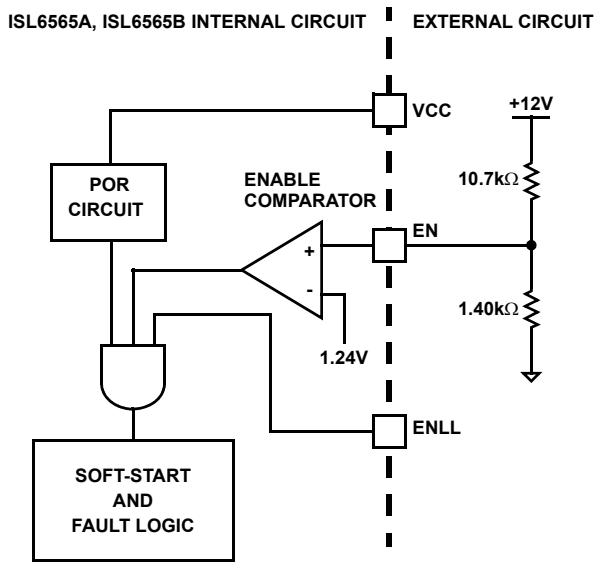 ISL6565A, ISL6565B INTERNAL CIRCUIT
EXTERNAL CIRCUIT
VCC
+12V
POR
CIRCUIT
ENABLE
COMPARATOR
10.7kΩ
EN
+
-
1.24V
1.40kΩ
ENLL
SOFT-START
AND
FAULT LOGIC